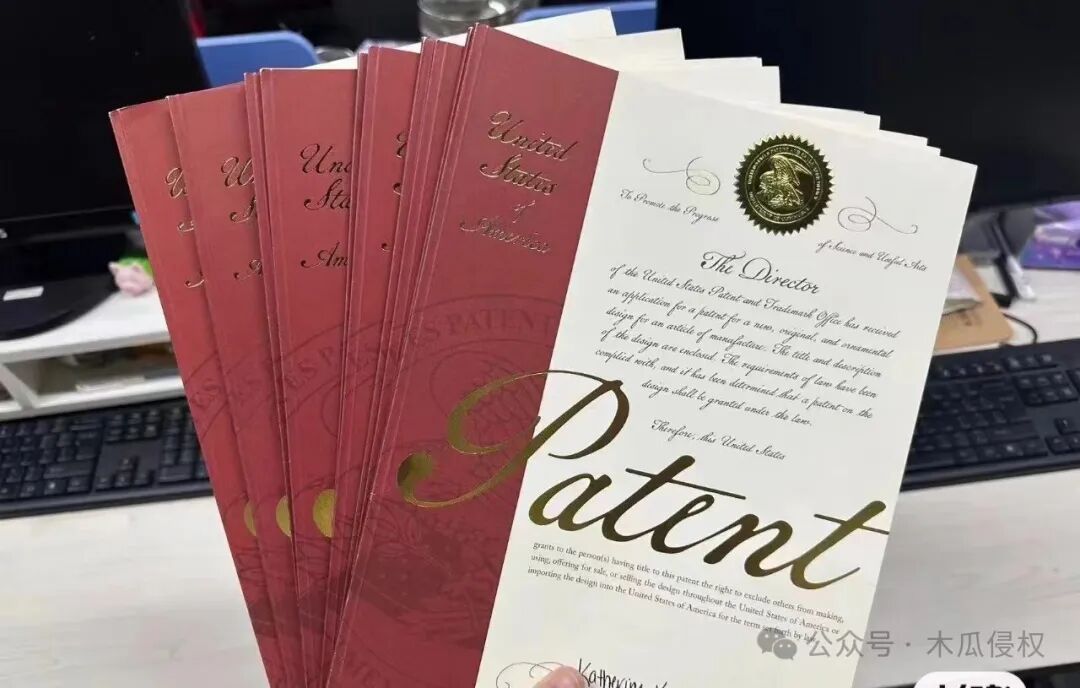 United
States
of
America
To Promote the Progress
of Science and Useful Arts
The Director
of the United States Patent and Trademark Office has received
an application for a patent for a new, original, and ornamental
design for an article of manufacture. The title and description
of the design are enclosed. The requirements of law have been
complied with, and it has been determined that a patent on the
design shall be granted under the law.
Therefore, this United States
Patent
grants to the person(s) having title to this patent the right to exclude others from making,
using, offering for sale, or selling the design throughout the United States of America or
importing the design into the United States of America for the term set forth by law.
Katherine
公众号 · 木瓜侵权